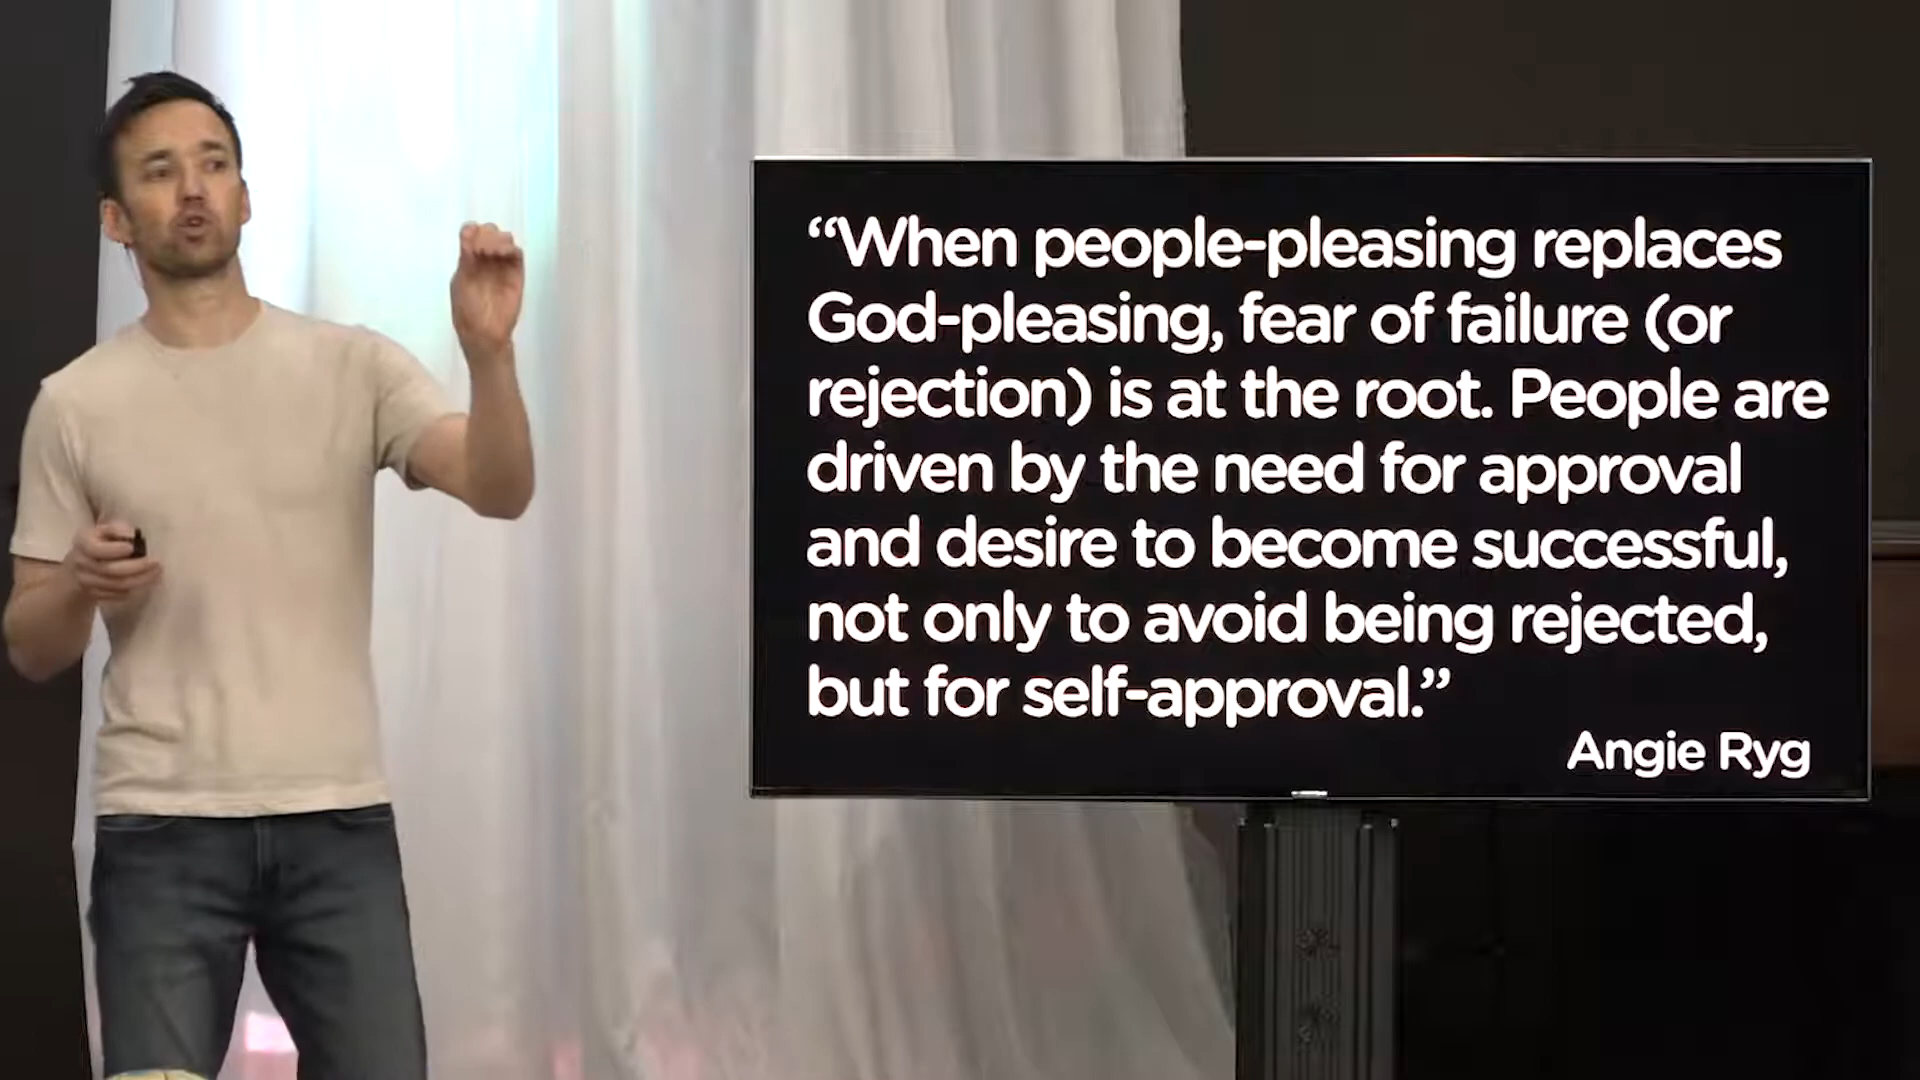 “When people-pleasing replaces
God-pleasing, fear of failure (or
rejection) is at the root. People are
driven by the need for approval
and desire to become successful,
not only to avoid being rejected,
but for self-approval.”
Angie Ryg